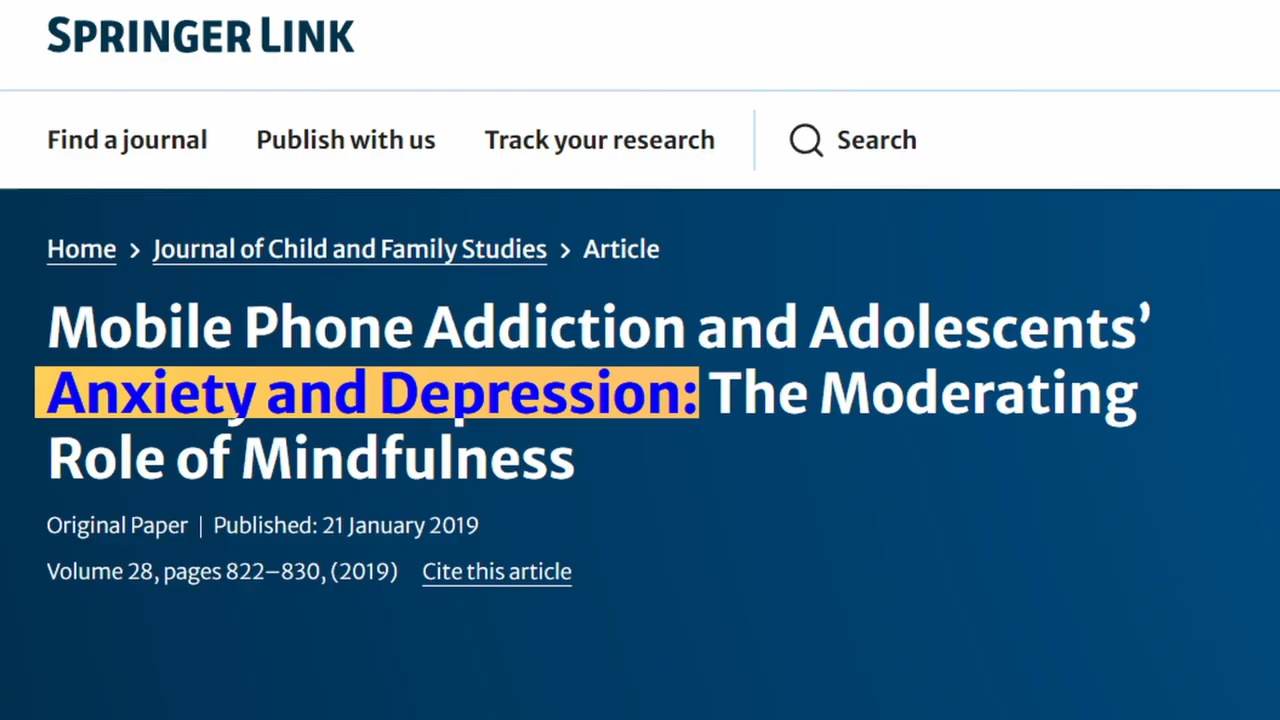 SPRINGER LINK
Find a journal Publish with us Track your research Search
Home > Journal of Child and Family Studies > Article
Mobile Phone Addiction and Adolescents’
Anxiety and Depression: The Moderating
Role of Mindfulness
Original Paper | Published: 21 January 2019
Volume 28, pages 822–830, (2019) Cite this article